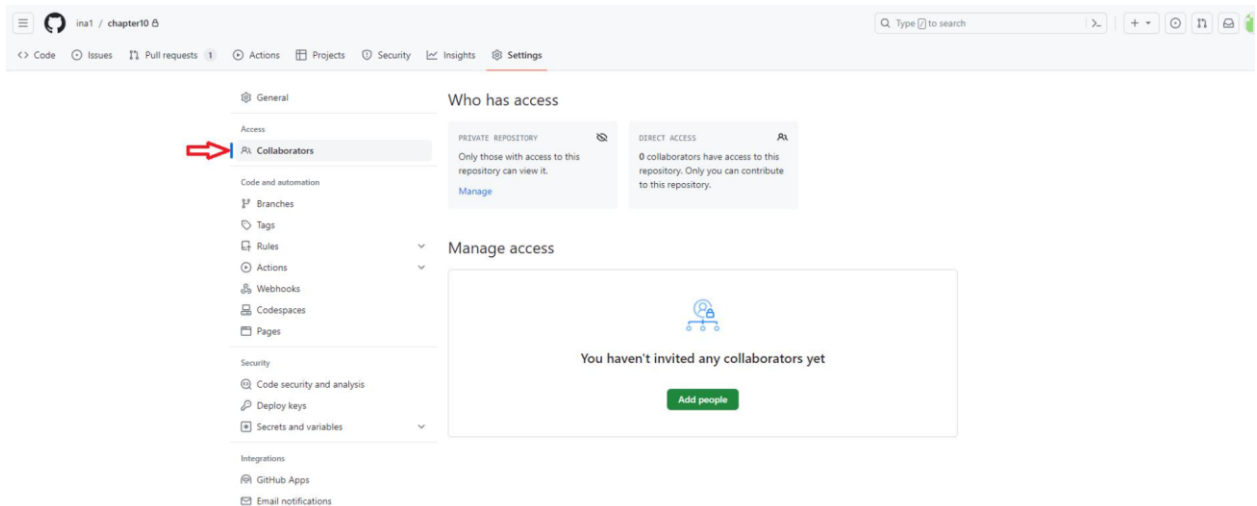 ina1 / chapter10
Type / to search
Code Issues Pull requests 1 Actions Projects Security Insights Settings
General
Access
Collaborators
Code and automation
Branches
Tags
Rules
Actions
Webhooks
Codespaces
Pages
Security
Code security and analysis
Deploy keys
Secrets and variables
Integrations
GitHub Apps
Email notifications
Who has access
PRIVATE REPOSITORY
Only those with access to this
repository can view it.
Manage
DIRECT ACCESS
0 collaborators have access to this
repository. Only you can contribute
to this repository.
Manage access
You haven't invited any collaborators yet
Add people